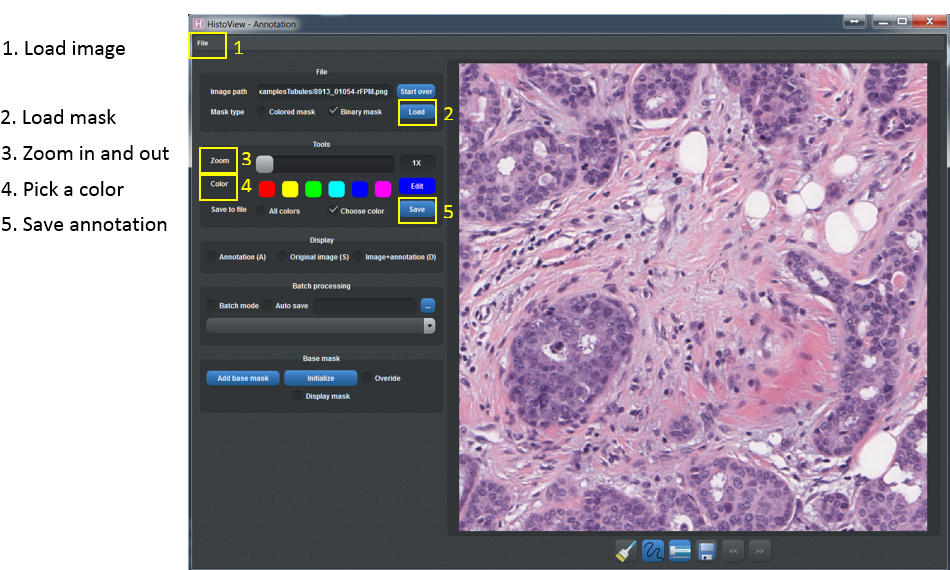 1. Load image
2. Load mask
3. Zoom in and out
4. Pick a color
5. Save annotation
H HistoView - Annotation
File 1
File
Image path xamplesTubules/8913_01054-rFPM.png Start over
Mask type Colored mask Binary mask Load 2
Tools
Zoom 3 1X
Color 4 Edit
Save to file All colors Choose color Save 5
Display
Annotation (A) Original image (S) Image+annotation (D)
Batch processing
Batch mode Auto save ...
Base mask
Add base mask Initialize Overide
Display mask
<< >>